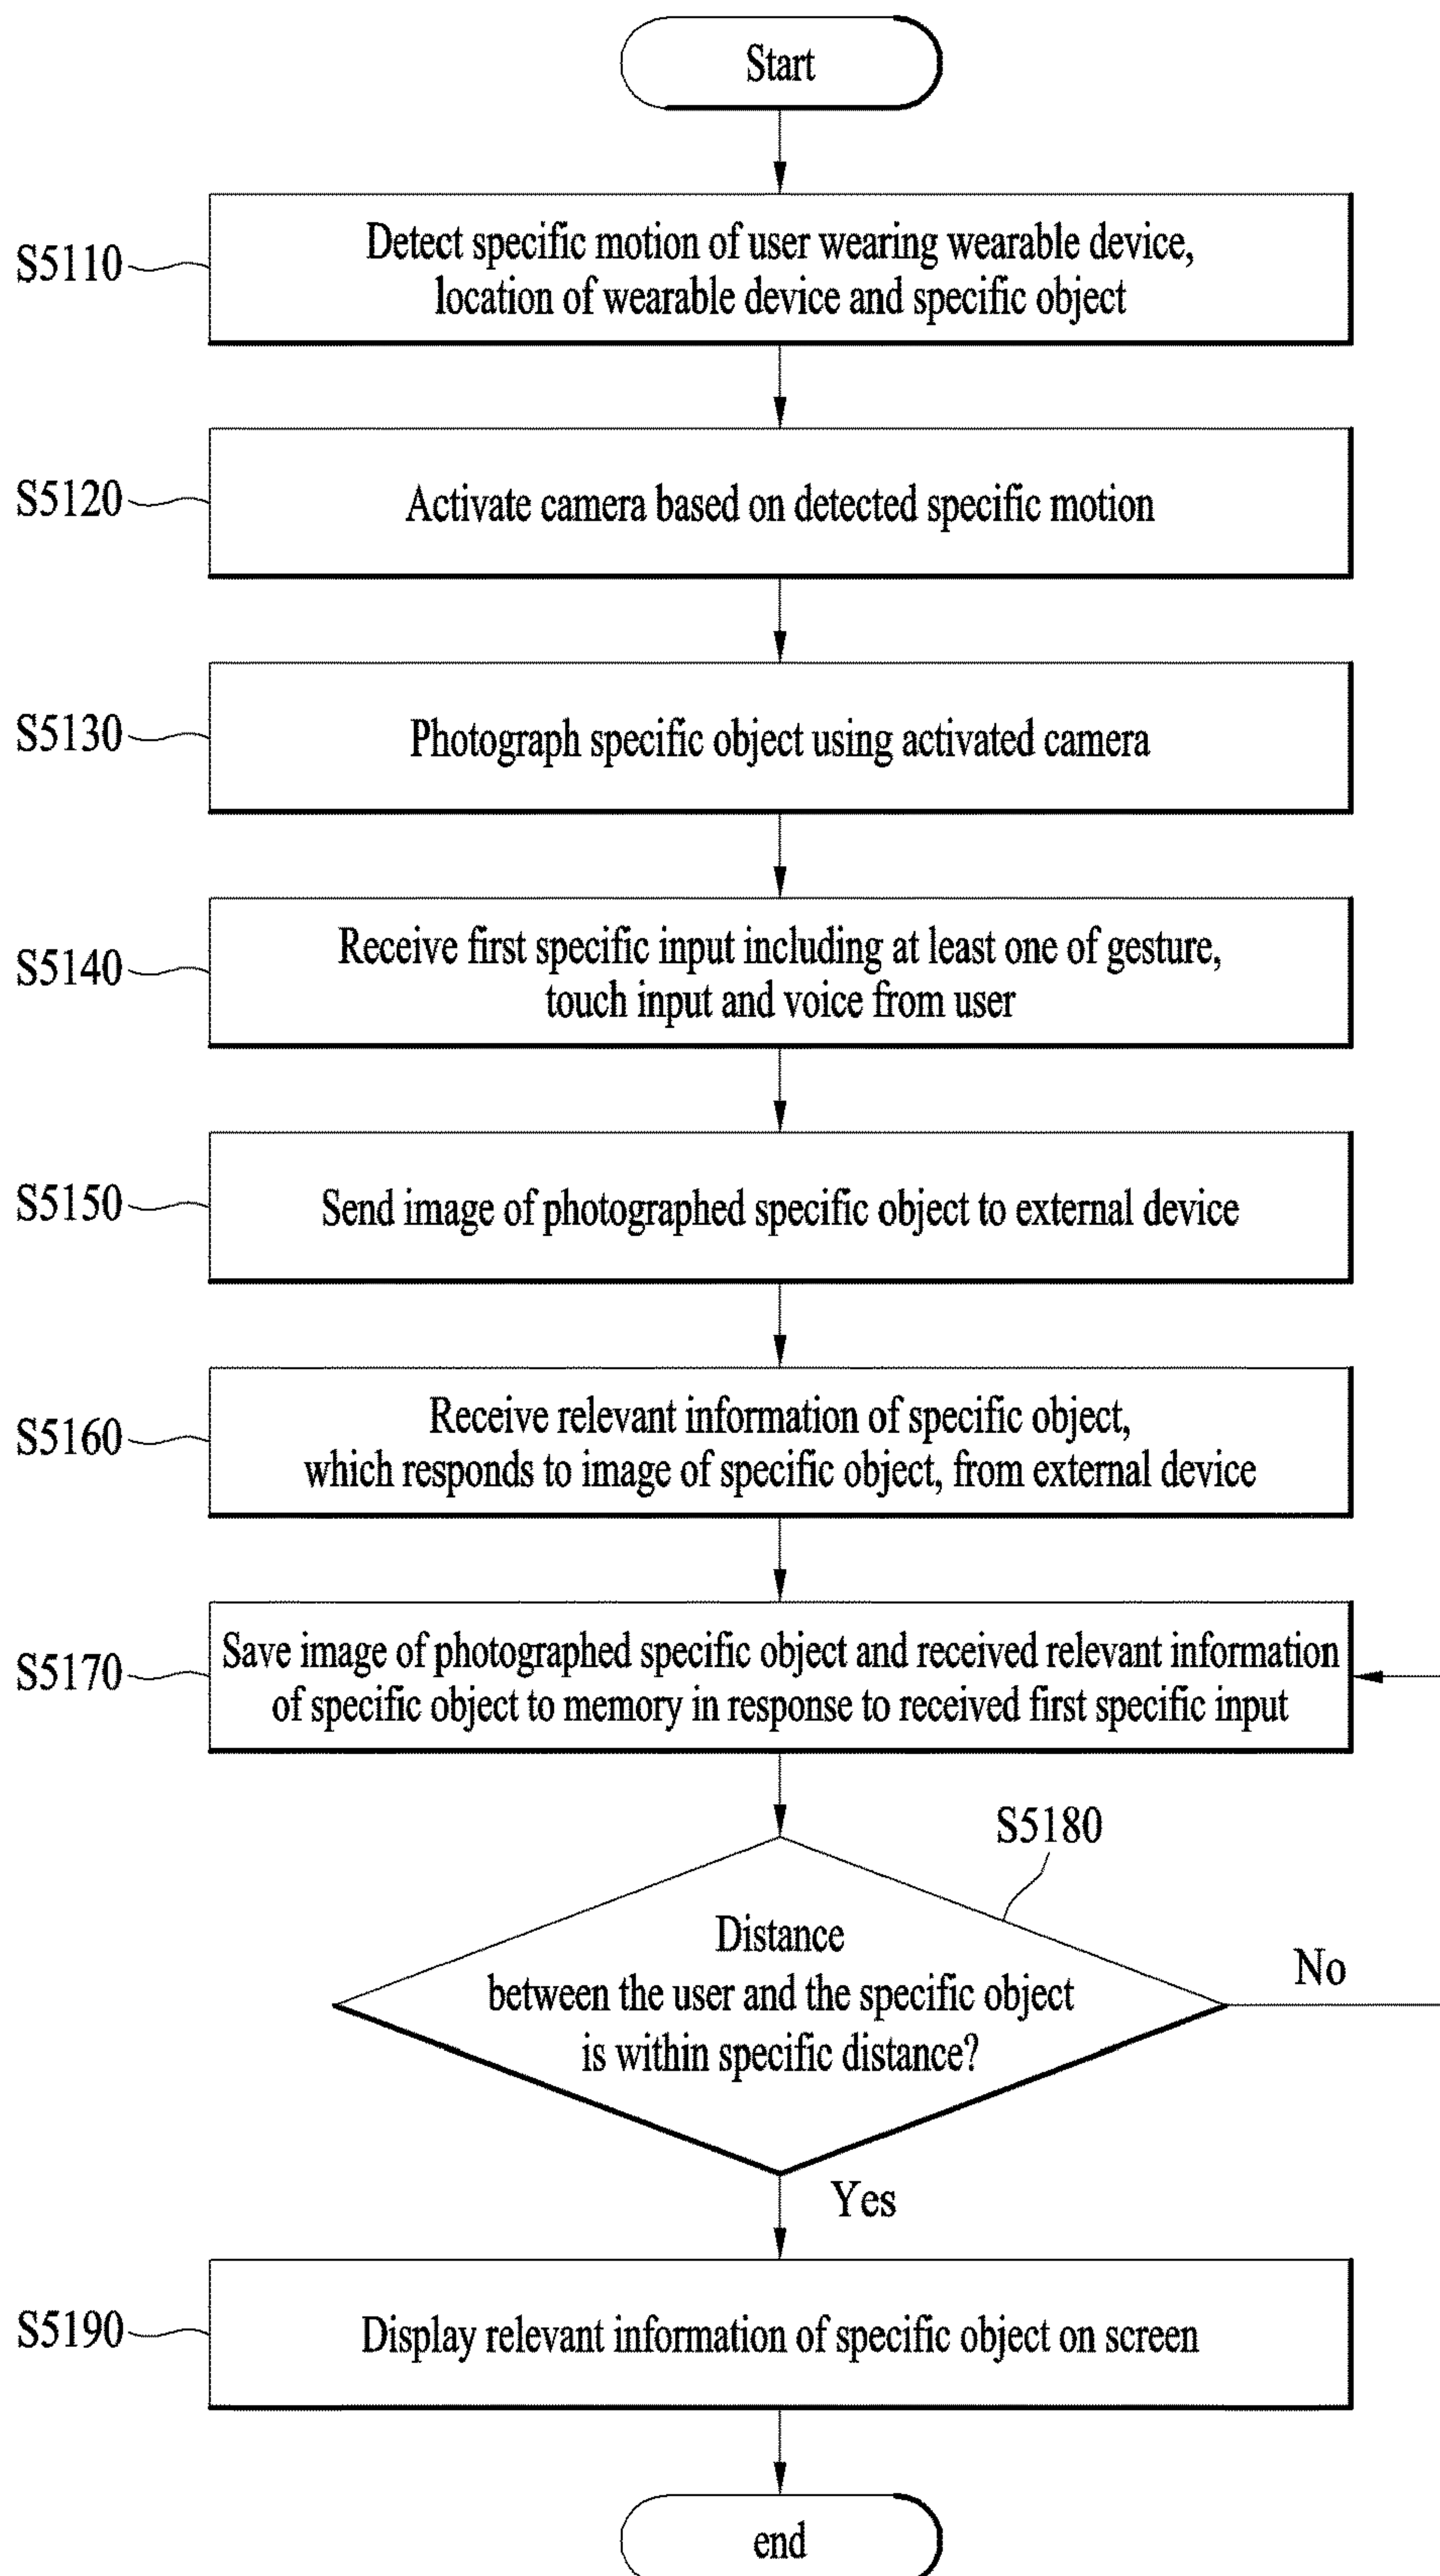 Start
S5110
Detect specific motion of user wearing wearable device,
location of wearable device and specific object
S5120
Activate camera based on detected specific motion
S5130
Photograph specific object using activated camera
S5140
Receive first specific input including at least one of gesture,
touch input and voice from user
S5150
Send image of photographed specific object to external device
S5160
Receive relevant information of specific object,
which responds to image of specific object, from external device
S5170
Save image of photographed specific object and received relevant information
of specific object to memory in response to received first specific input
S5180
Distance
between the user and the specific object
is within specific distance?
No
Yes
S5190
Display relevant information of specific object on screen
end